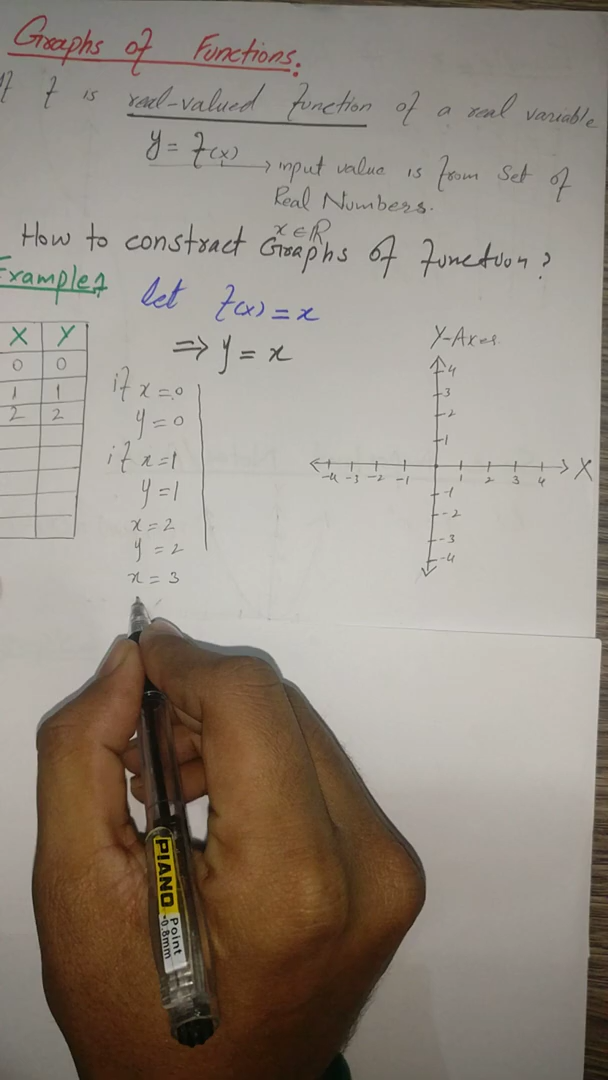 Graphs of Functions:
If f is real-valued function of a real variable
y = f(x) → input value is from Set of
Real Numbers.
x ∈ ℝ
How to constract Graphs of function?
Example
let f(x) = x
⇒ y = x
X Y
0 0
1 1
2 2
if x = 0
y = 0
if x = 1
y = 1
x = 2
y = 2
x = 3
Y-Axes
4
3
2
1
-4 -3 -2 -1 1 2 3 4 X
-1
-2
-3
-4
PIANO
Point
0.8mm